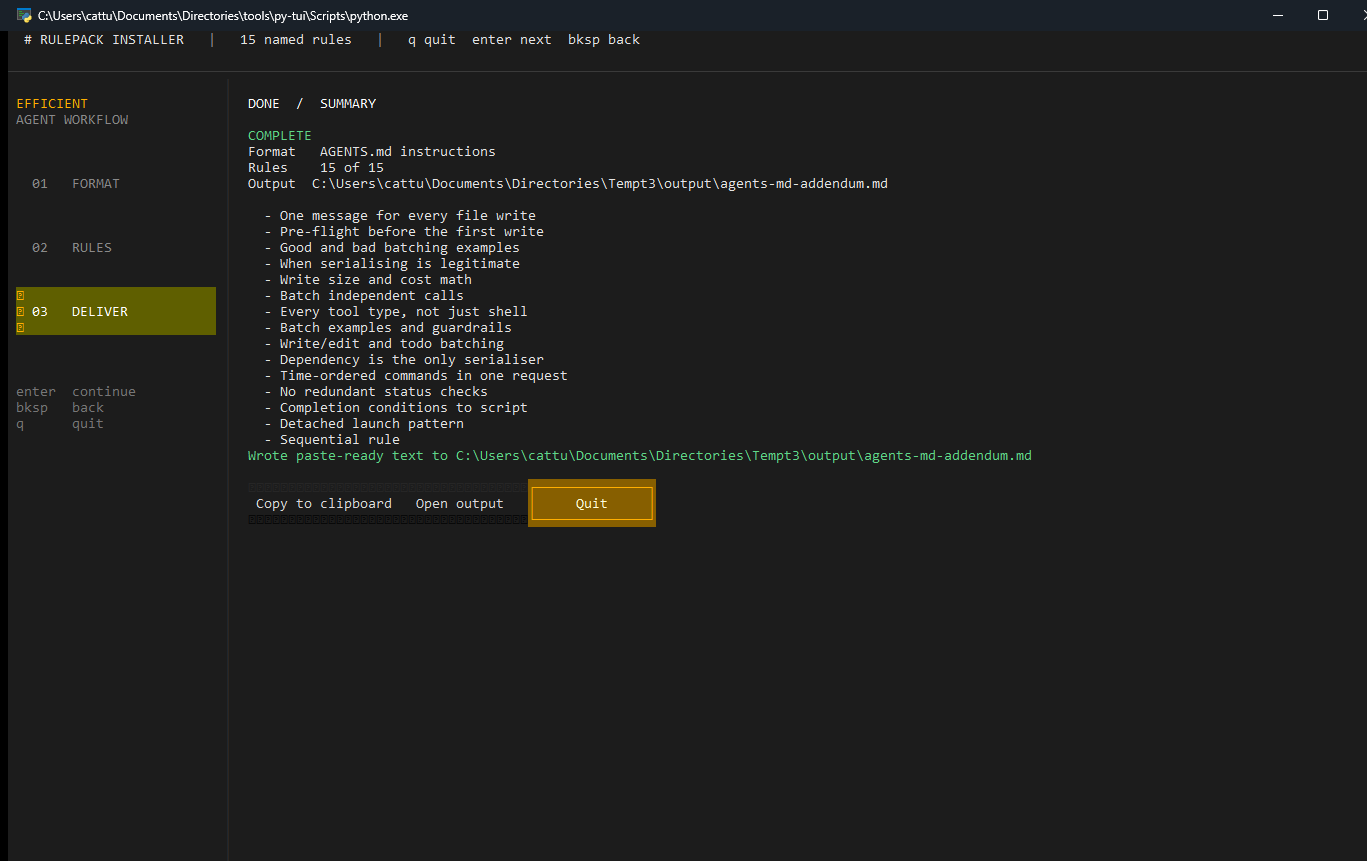 C:\Users\cattu\Documents\Directories\tools\py-tui\Scripts\python.exe
# RULEPACK INSTALLER | 15 named rules | q quit enter next bksp back
EFFICIENT
AGENT WORKFLOW
01 FORMAT
02 RULES
03 DELIVER
enter continue
bksp back
q quit
DONE / SUMMARY
COMPLETE
Format AGENTS.md instructions
Rules 15 of 15
Output C:\Users\cattu\Documents\Directories\Tempt3\output\agents-md-addendum.md
- One message for every file write
- Pre-flight before the first write
- Good and bad batching examples
- When serialising is legitimate
- Write size and cost math
- Batch independent calls
- Every tool type, not just shell
- Batch examples and guardrails
- Write/edit and todo batching
- Dependency is the only serialiser
- Time-ordered commands in one request
- No redundant status checks
- Completion conditions to script
- Detached launch pattern
- Sequential rule
Wrote paste-ready text to C:\Users\cattu\Documents\Directories\Tempt3\output\agents-md-addendum.md
Copy to clipboard Open output Quit